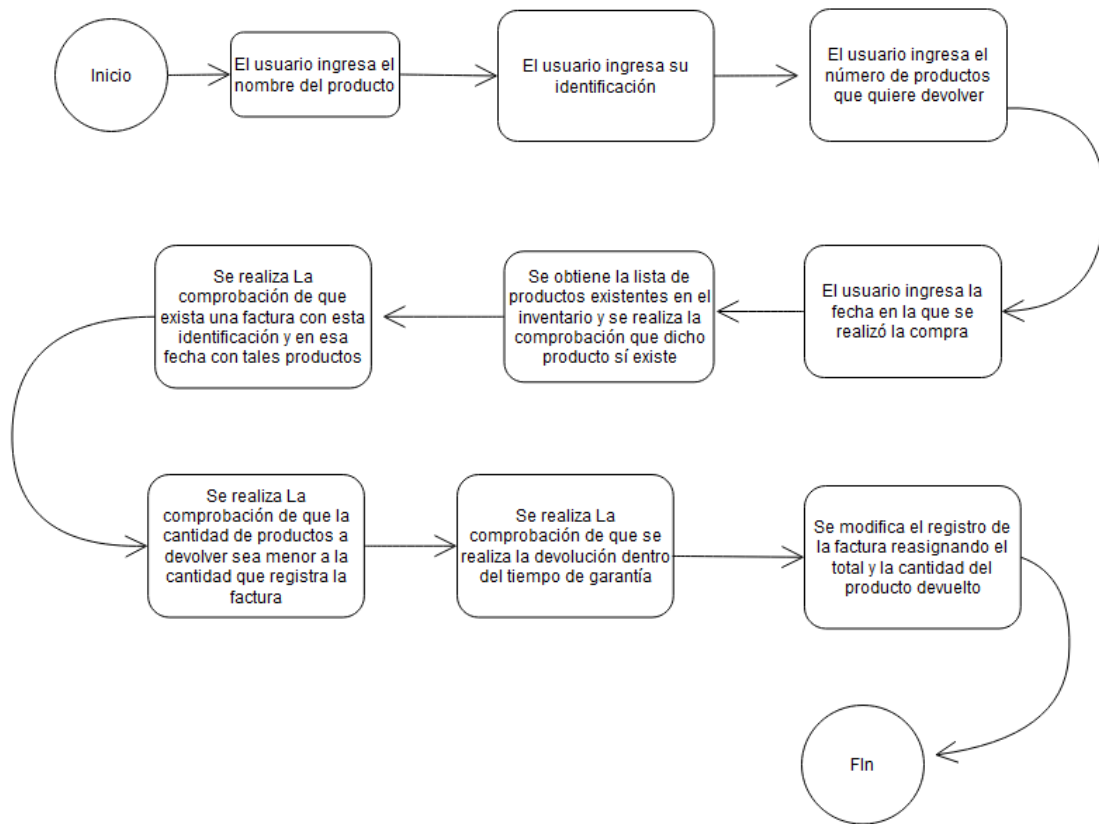 Inicio
El usuario ingresa el
nombre del producto
El usuario ingresa su
identificación
El usuario ingresa el
número de productos
que quiere devolver
Se realiza La
comprobación de que
exista una factura con esta
identificación y en esa
fecha con tales productos
Se obtiene la lista de
productos existentes en el
inventario y se realiza la
comprobación que dicho
producto sí existe
El usuario ingresa la
fecha en la que se
realizó la compra
Se realiza La
comprobación de que la
cantidad de productos a
devolver sea menor a la
cantidad que registra la
factura
Se realiza La
comprobación de que se
realiza la devolución dentro
del tiempo de garantía
Se modifica el registro de
la factura reasignando el
total y la cantidad del
producto devuelto
FIn